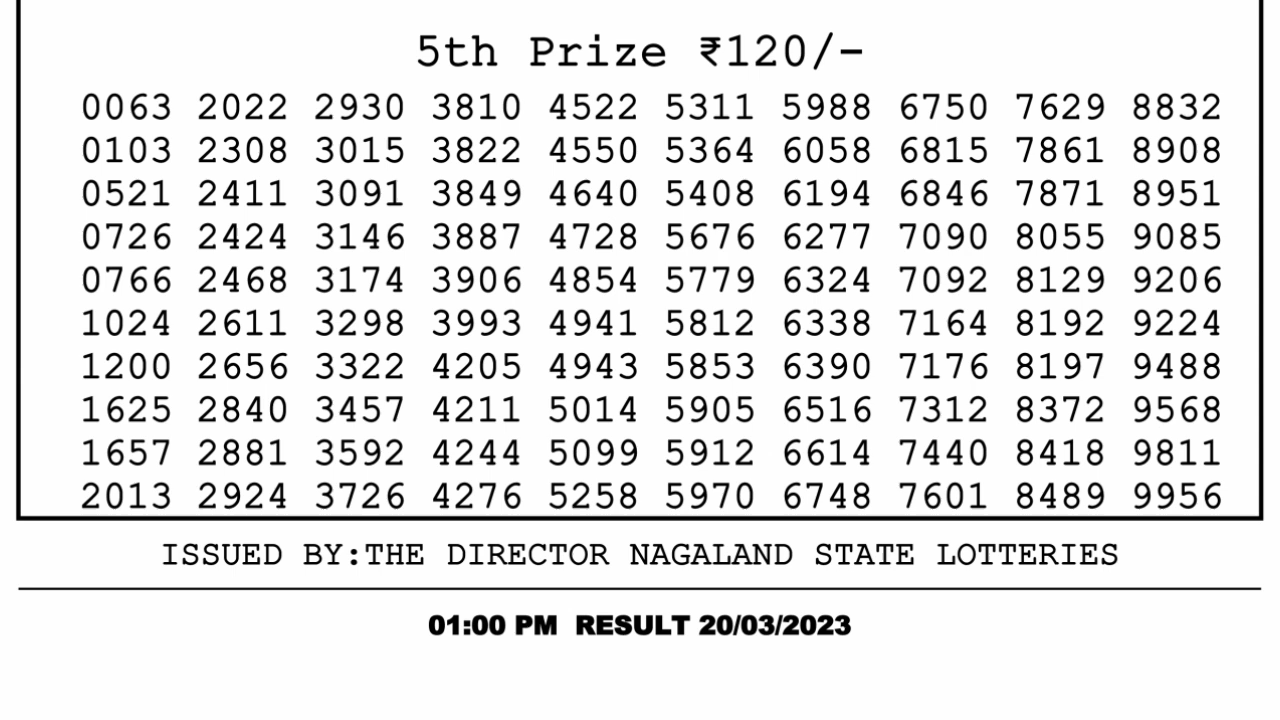 5th Prize ₹120/-
0063 2022 2930 3810 4522 5311 5988 6750 7629 8832
0103 2308 3015 3822 4550 5364 6058 6815 7861 8908
0521 2411 3091 3849 4640 5408 6194 6846 7871 8951
0726 2424 3146 3887 4728 5676 6277 7090 8055 9085
0766 2468 3174 3906 4854 5779 6324 7092 8129 9206
1024 2611 3298 3993 4941 5812 6338 7164 8192 9224
1200 2656 3322 4205 4943 5853 6390 7176 8197 9488
1625 2840 3457 4211 5014 5905 6516 7312 8372 9568
1657 2881 3592 4244 5099 5912 6614 7440 8418 9811
2013 2924 3726 4276 5258 5970 6748 7601 8489 9956
ISSUED BY:THE DIRECTOR NAGALAND STATE LOTTERIES
01:00 PM RESULT 20/03/2023